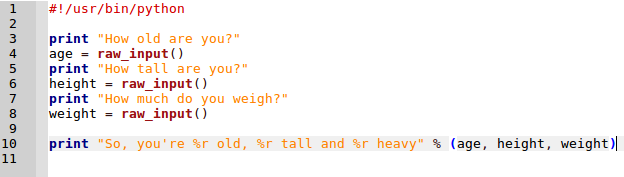 1 #!/usr/bin/python
2
3 print "How old are you?"
4 age = raw_input()
5 print "How tall are you?"
6 height = raw_input()
7 print "How much do you weigh?"
8 weight = raw_input()
9
10 print "So, you're %r old, %r tall and %r heavy" % (age, height, weight)
11